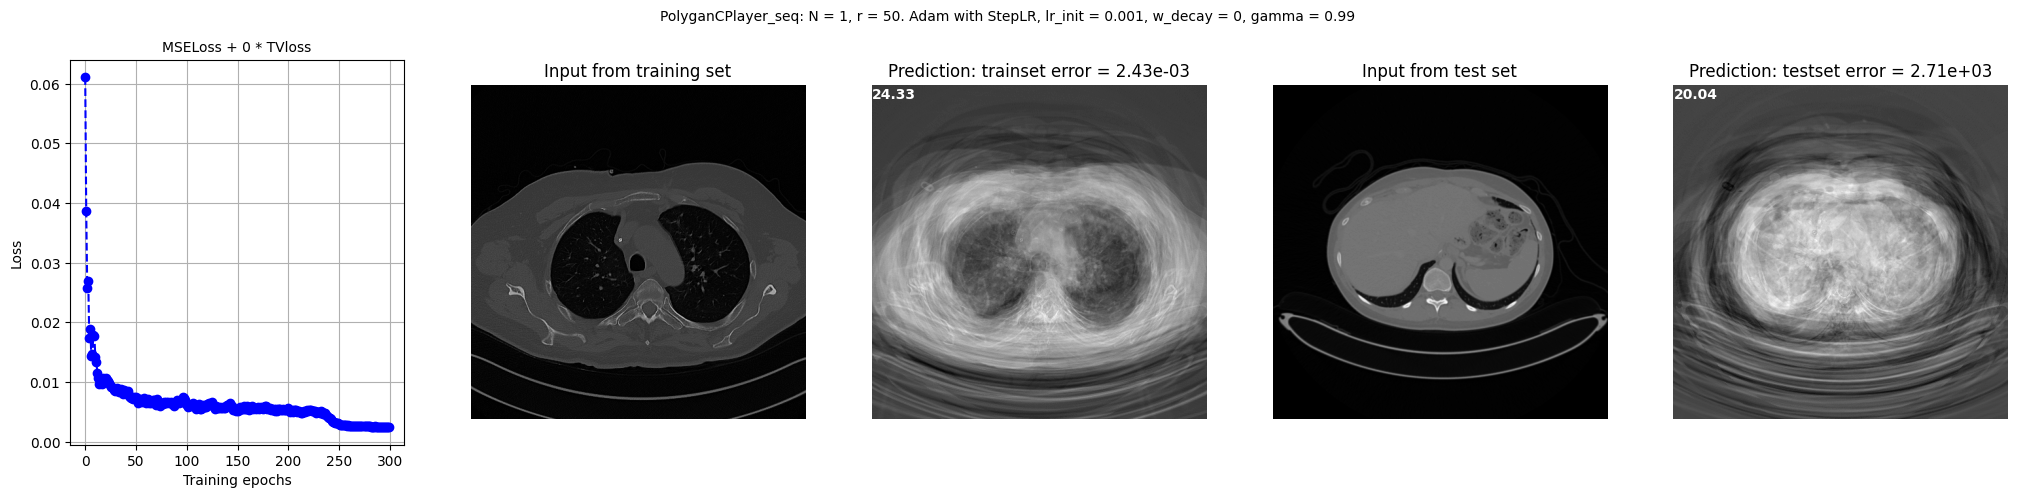 PolyganCPlayer_seq: N = 1, r = 50. Adam with StepLR, lr_init = 0.001, w_decay = 0, gamma = 0.99
MSELoss + 0 * TVloss
Loss
0.06
0.05
0.04
0.03
0.02
0.01
0.00
0 50 100 150 200 250 300
Training epochs
Input from training set
Prediction: trainset error = 2.43e-03
24.33
Input from test set
Prediction: testset error = 2.71e+03
20.04